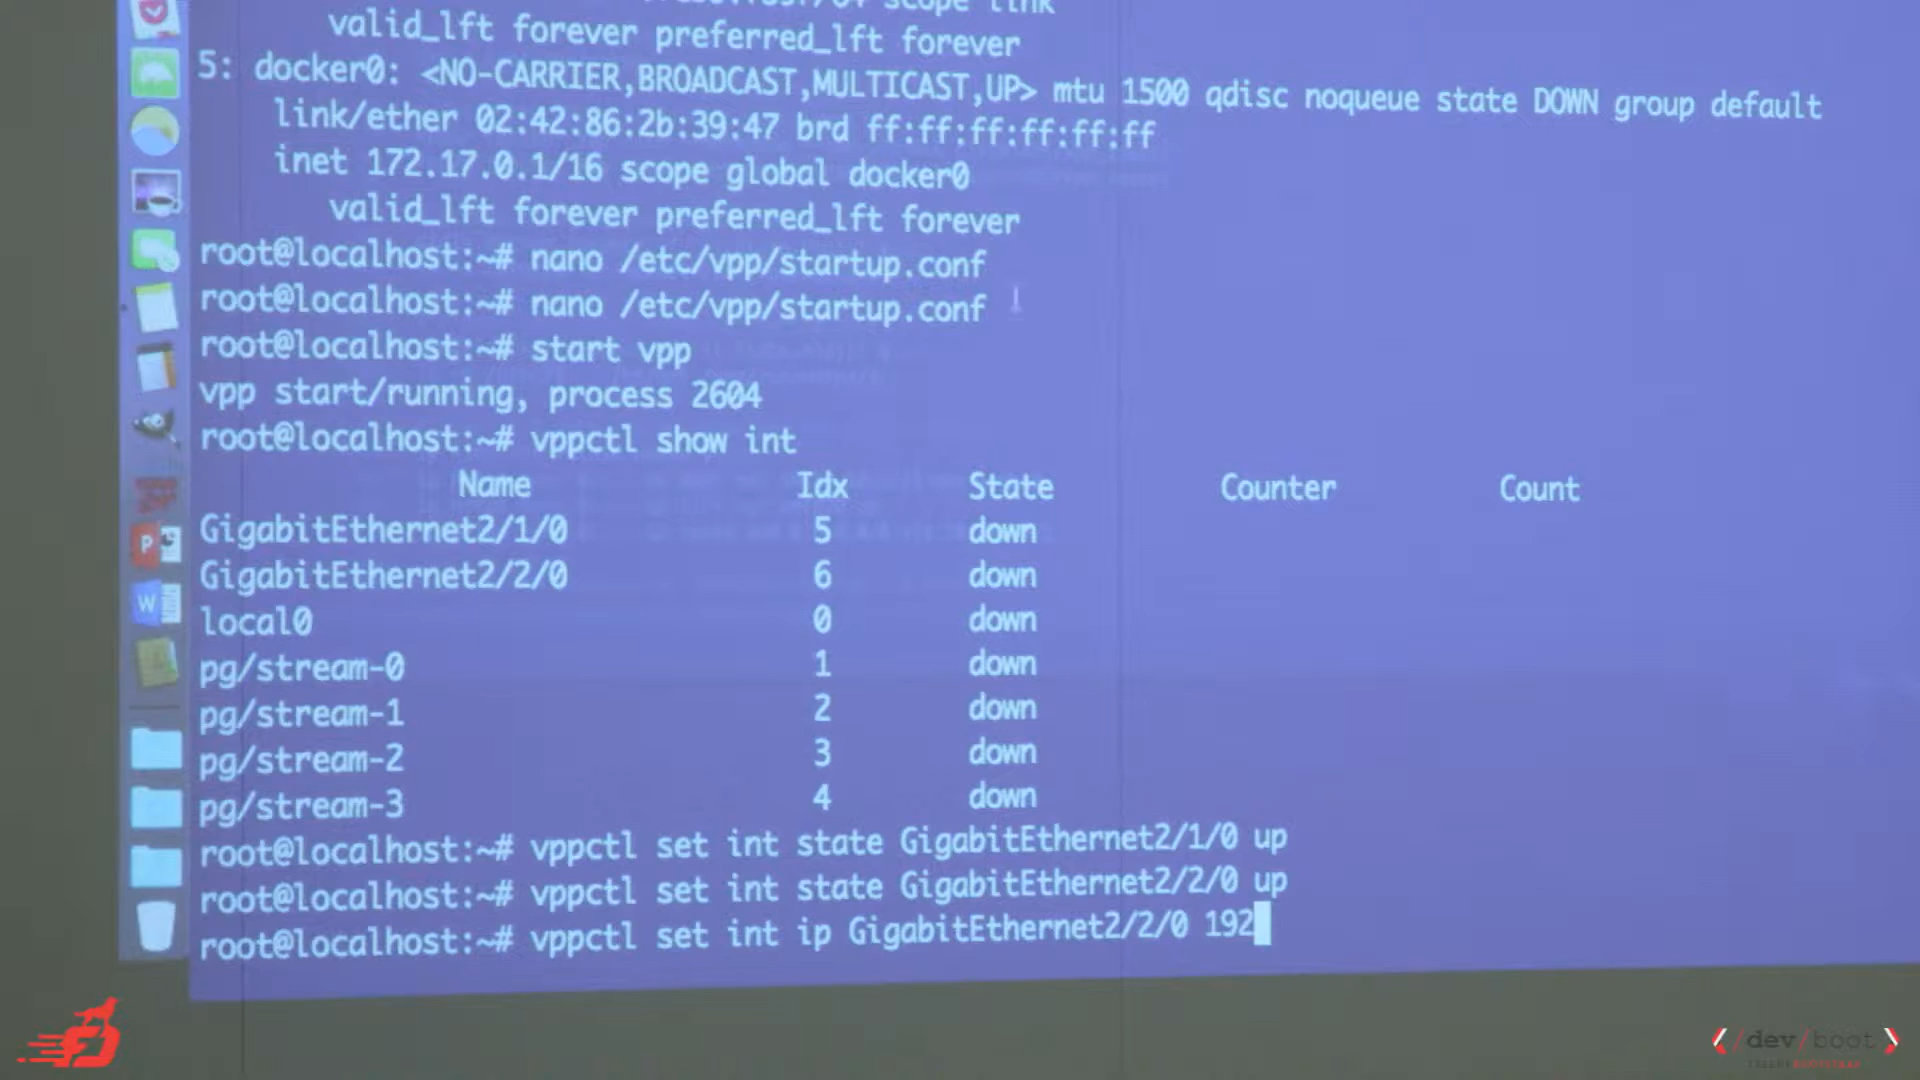 scope link
valid_lft forever preferred_lft forever
5: docker0: <NO-CARRIER,BROADCAST,MULTICAST,UP> mtu 1500 qdisc noqueue state DOWN group default
link/ether 02:42:86:2b:39:47 brd ff:ff:ff:ff:ff:ff
inet 172.17.0.1/16 scope global docker0
valid_lft forever preferred_lft forever
root@localhost:~# nano /etc/vpp/startup.conf
root@localhost:~# nano /etc/vpp/startup.conf
root@localhost:~# start vpp
vpp start/running, process 2604
root@localhost:~# vppctl show int
Name Idx State Counter Count
GigabitEthernet2/1/0 5 down
GigabitEthernet2/2/0 6 down
local0 0 down
pg/stream-0 1 down
pg/stream-1 2 down
pg/stream-2 3 down
pg/stream-3 4 down
root@localhost:~# vppctl set int state GigabitEthernet2/1/0 up
root@localhost:~# vppctl set int state GigabitEthernet2/2/0 up
root@localhost:~# vppctl set int ip GigabitEthernet2/2/0 192
P
W
</dev/boot>